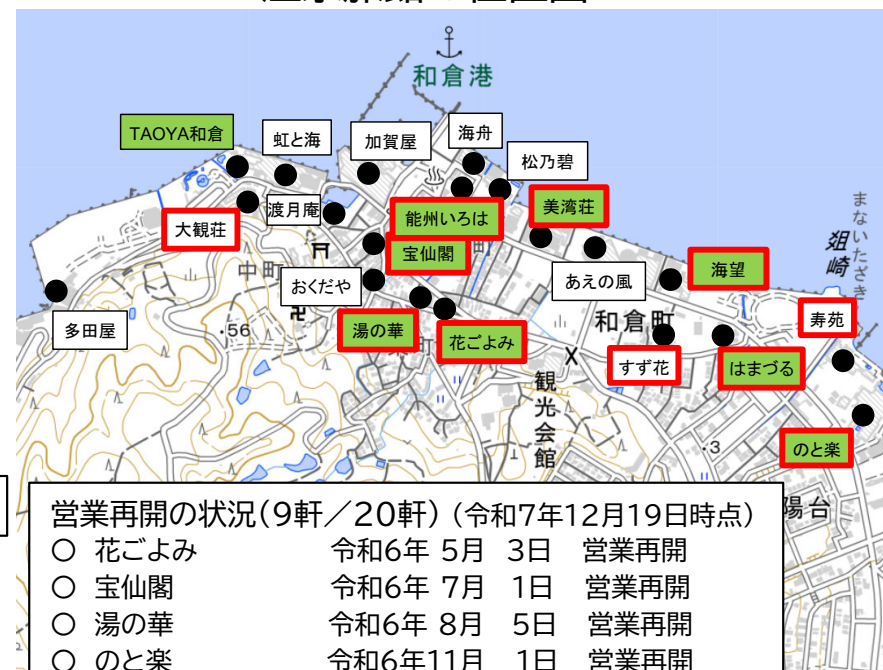 和倉港
TAOYA和倉
虹と海
加賀屋
海舟
松乃碧
大観荘
渡月庵
能州いろは
美湾荘
宝仙閣
中町
おくだや
あえの風
海望
まないたざき
爼崎
多田屋
・56
湯の華
花ごよみ
和倉町
すず花
はまづる
寿苑
観光会館
・3
のと楽
陽台
営業再開の状況(9軒/20軒)(令和7年12月19日時点)
○ 花ごよみ 令和6年 5月 3日 営業再開
○ 宝仙閣 令和6年 7月 1日 営業再開
○ 湯の華 令和6年 8月 5日 営業再開
○ のと楽 令和6年11月 1日 営業再開